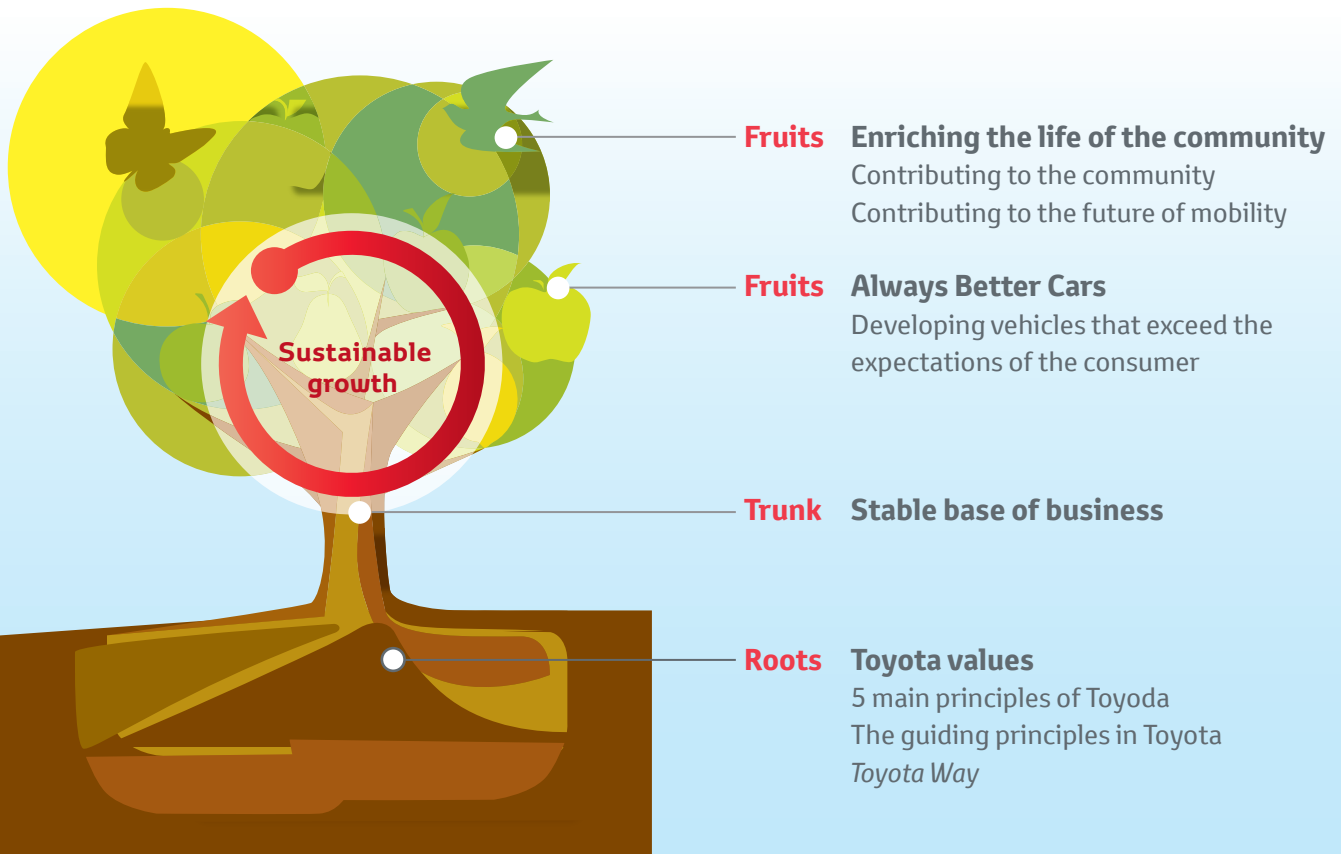 Fruits Enriching the life of the community
Contributing to the community
Contributing to the future of mobility
Fruits Always Better Cars
Developing vehicles that exceed the
expectations of the consumer
Sustainable
growth
Trunk Stable base of business
Roots Toyota values
5 main principles of Toyoda
The guiding principles in Toyota
Toyota Way